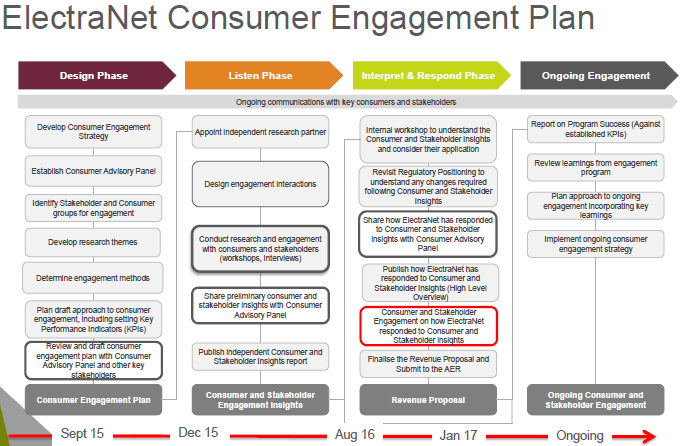 ElectraNet Consumer Engagement Plan
Design Phase
Listen Phase
Interpret & Respond Phase
Ongoing Engagement
Ongoing communications with key consumers and stakeholders
Develop Consumer Engagement
Strategy
Establish Consumer Advisory Panel
Identify Stakeholder and Consumer
groups for engagement
Develop research themes
Determine engagement methods
Plan draft approach to consumer
engagement, including setting Key
Performance Indicators (KPIs)
Review and draft consumer
engagement plan with Consumer
Advisory Panel and other key
stakeholders
Consumer Engagement Plan
Appoint independent research partner
Design engagement interactions
Conduct research and engagement
with consumers and stakeholders
(workshops, Interviews)
Share preliminary consumer and
stakeholder insights with Consumer
Advisory Panel
Publish Independent Consumer and
Stakeholder Insights report
Consumer and Stakeholder
Engagement Insights
Internal workshop to understand the
Consumer and Stakeholder Insights
and consider their application
Revisit Regulatory Positioning to
understand any changes required
following Consumer and Stakeholder
Insights
Share how ElectraNet has responded
to Consumer and Stakeholder
Insights with Consumer Advisory
Panel
Publish how ElectraNet has
responded to Consumer and
Stakeholder Insights (High Level
Overview)
Consumer and Stakeholder
Engagement on how ElectraNet
responded to Consumer and
Stakeholder Insights
Finalise the Revenue Proposal and
Submit to the AER
Revenue Proposal
Report on Program Success (Against
established KPIs)
Review learnings from engagement
program
Plan approach to ongoing
engagement incorporating key
learnings
Implement ongoing consumer
engagement strategy
Ongoing Consumer and
Stakeholder Engagement
Sept 15
Dec 15
Aug 16
Jan 17
Ongoing